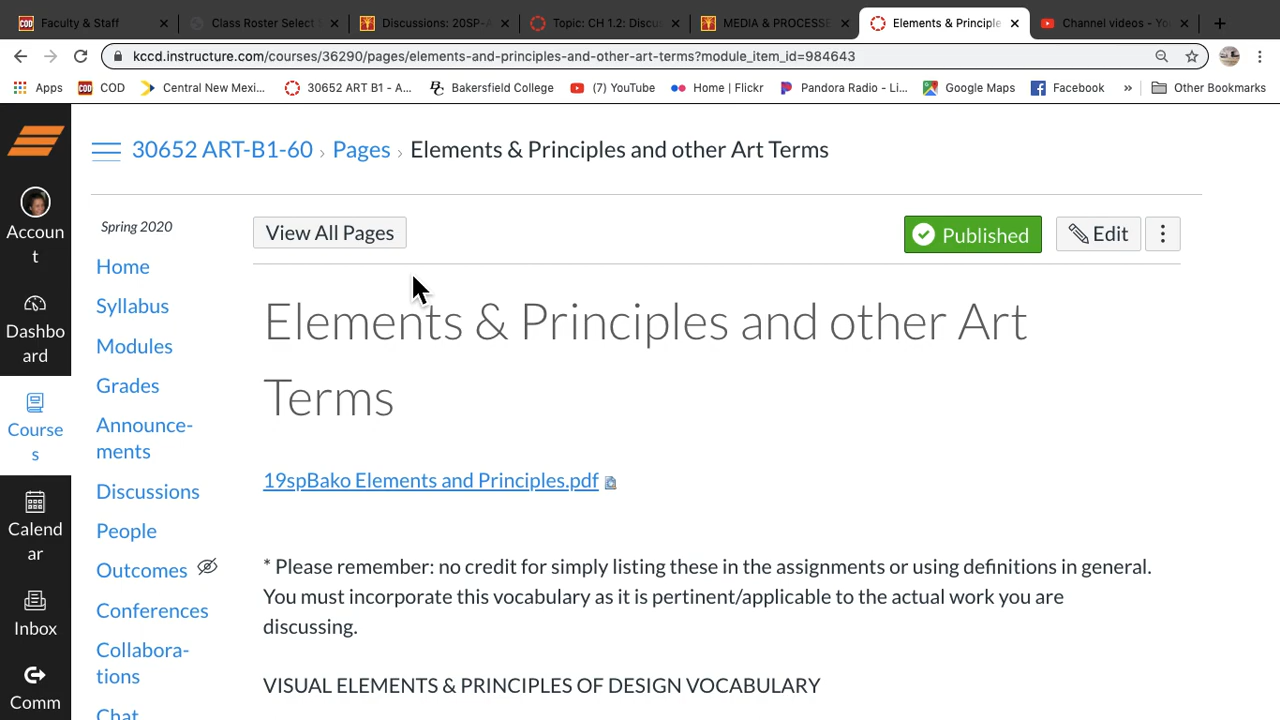 Faculty & Staff
Class Roster Select
Discussions: 20SP-
Topic: CH 1.2: Discu
MEDIA & PROCESSE
Elements & Principle
Channel videos - Yo
kccd.instructure.com/courses/36290/pages/elements-and-principles-and-other-art-terms?module_item_id=984643
Apps
COD
Central New Mexi...
30652 ART B1 - A...
Bakersfield College
(7) YouTube
Home | Flickr
Pandora Radio - Li...
Google Maps
Facebook
»
Other Bookmarks
30652 ART-B1-60 › Pages › Elements & Principles and other Art Terms
Accoun
t
Dashbo
ard
Course
s
Calend
ar
Inbox
Comm
Spring 2020
Home
Syllabus
Modules
Grades
Announce-
ments
Discussions
People
Outcomes
Conferences
Collabora-
tions
Chat
View All Pages
Published
Edit
Elements & Principles and other Art
Terms
19spBako Elements and Principles.pdf
* Please remember: no credit for simply listing these in the assignments or using definitions in general.
You must incorporate this vocabulary as it is pertinent/applicable to the actual work you are
discussing.
VISUAL ELEMENTS & PRINCIPLES OF DESIGN VOCABULARY